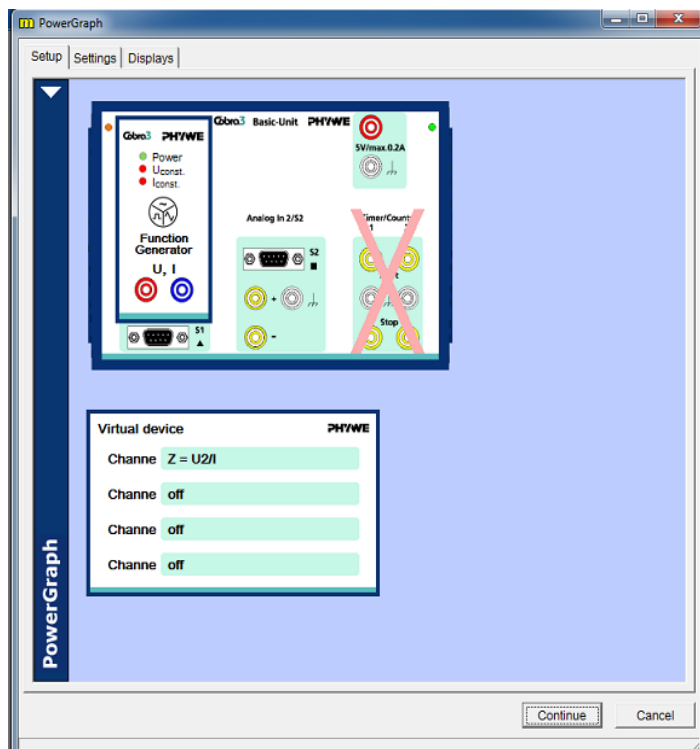 PowerGraph
Setup Settings Displays
Cobra3 Basic-Unit PHYWE
Cobra3 PHYWE
Power
Uconst.
Iconst.
5V/max.0.2A
Function
Generator
U, I
Analog In 2/S2
S2
+
-
S1
Stop
Virtual device PHYWE
Channe Z = U2/I
Channe off
Channe off
Channe off
PowerGraph
Continue Cancel